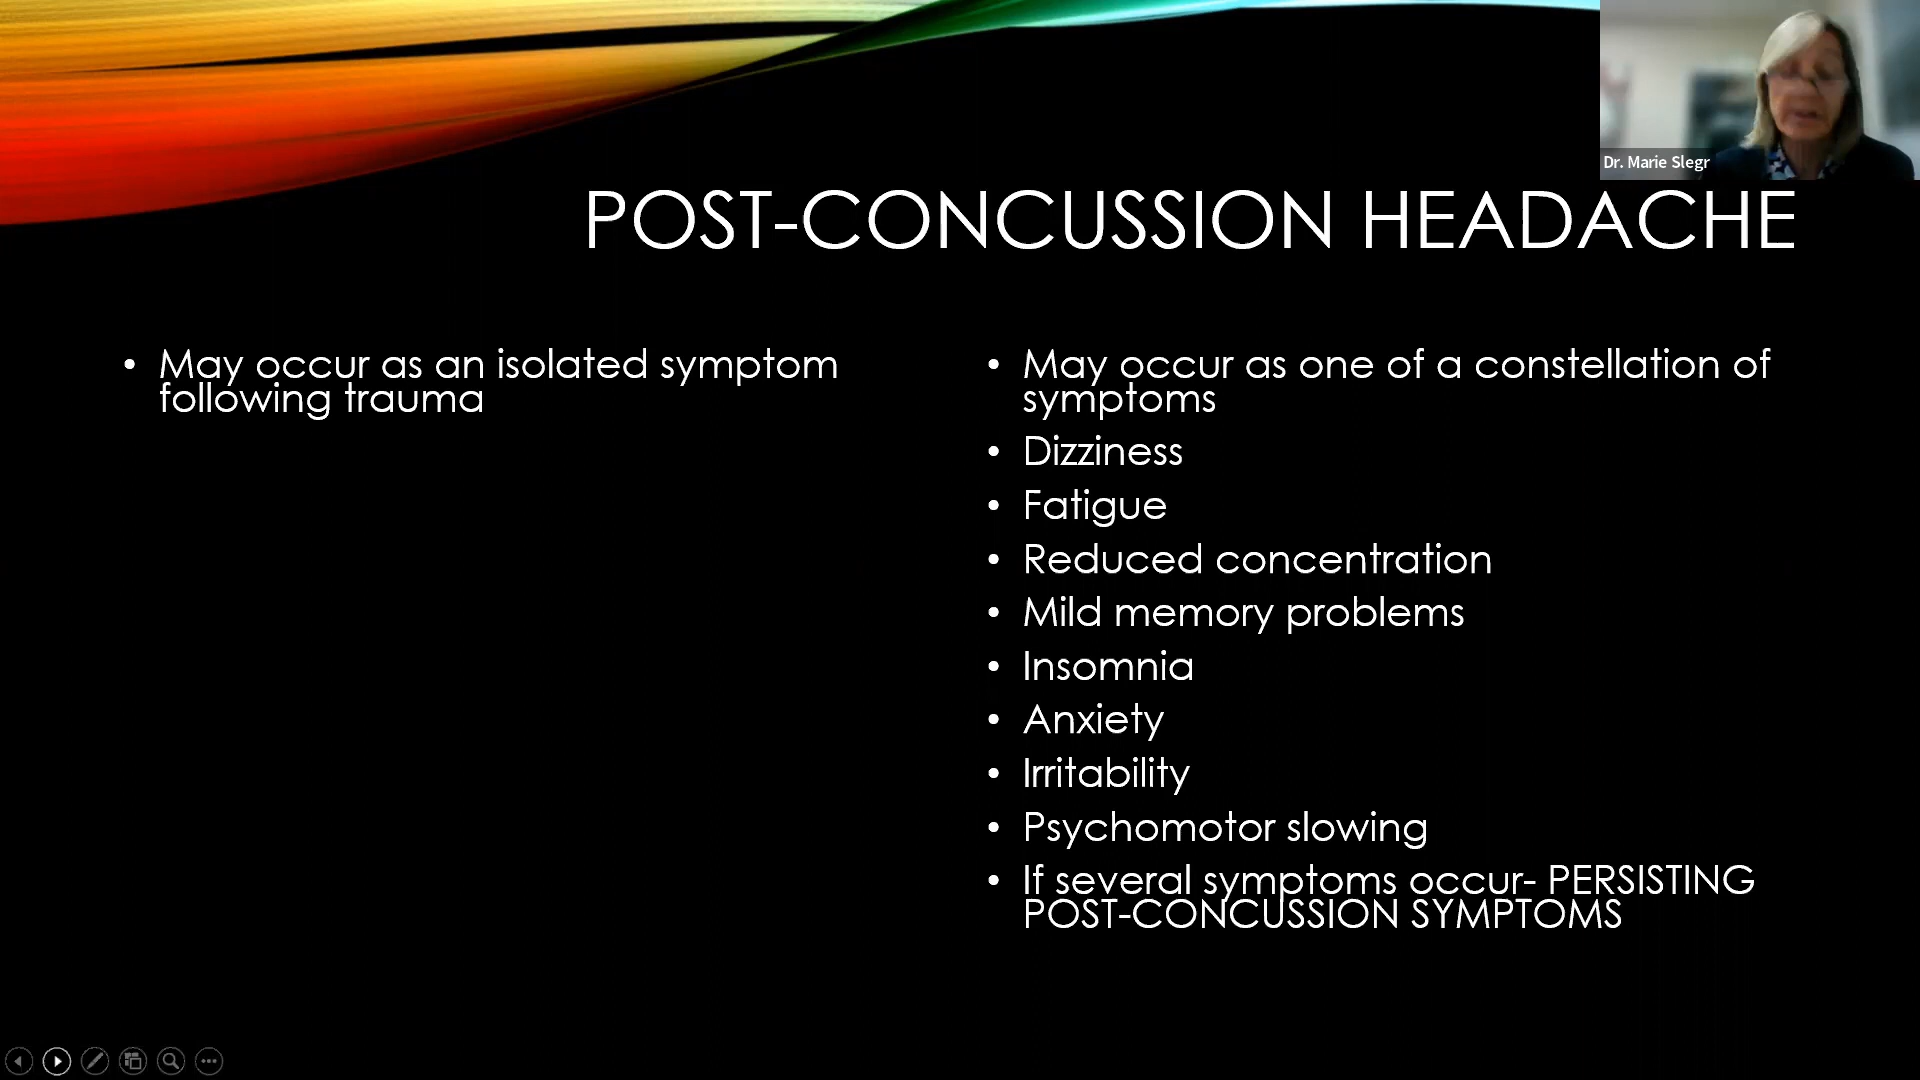 Dr. Marie Slegr
POST-CONCUSSION HEADACHE
• May occur as an isolated symptom
following trauma
• May occur as one of a constellation of
symptoms
• Dizziness
• Fatigue
• Reduced concentration
• Mild memory problems
• Insomnia
• Anxiety
• Irritability
• Psychomotor slowing
• If several symptoms occur- PERSISTING
POST-CONCUSSION SYMPTOMS